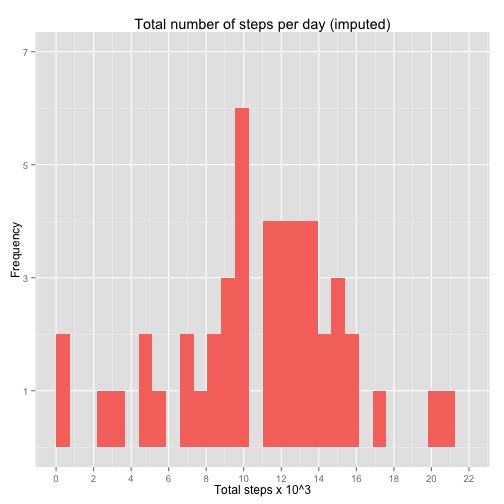 Total number of steps per day (imputed)
7
5
3
1
Frequency
0 2 4 6 8 10 12 14 16 18 20 22
Total steps x 10^3